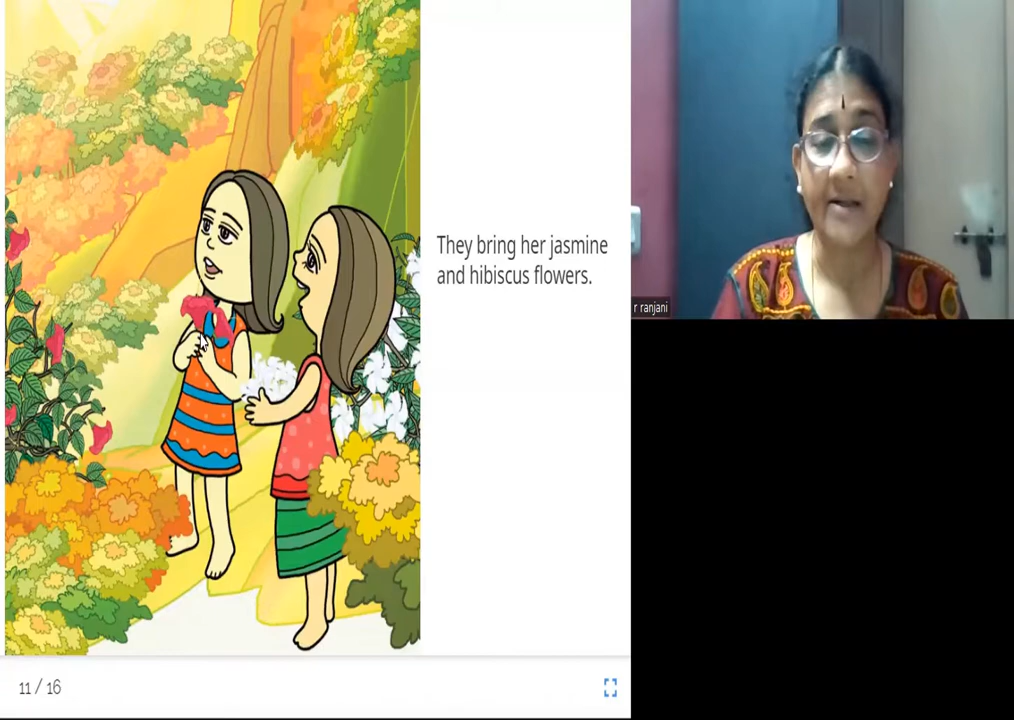 They bring her jasmine
and hibiscus flowers.
r ranjani
11 / 16